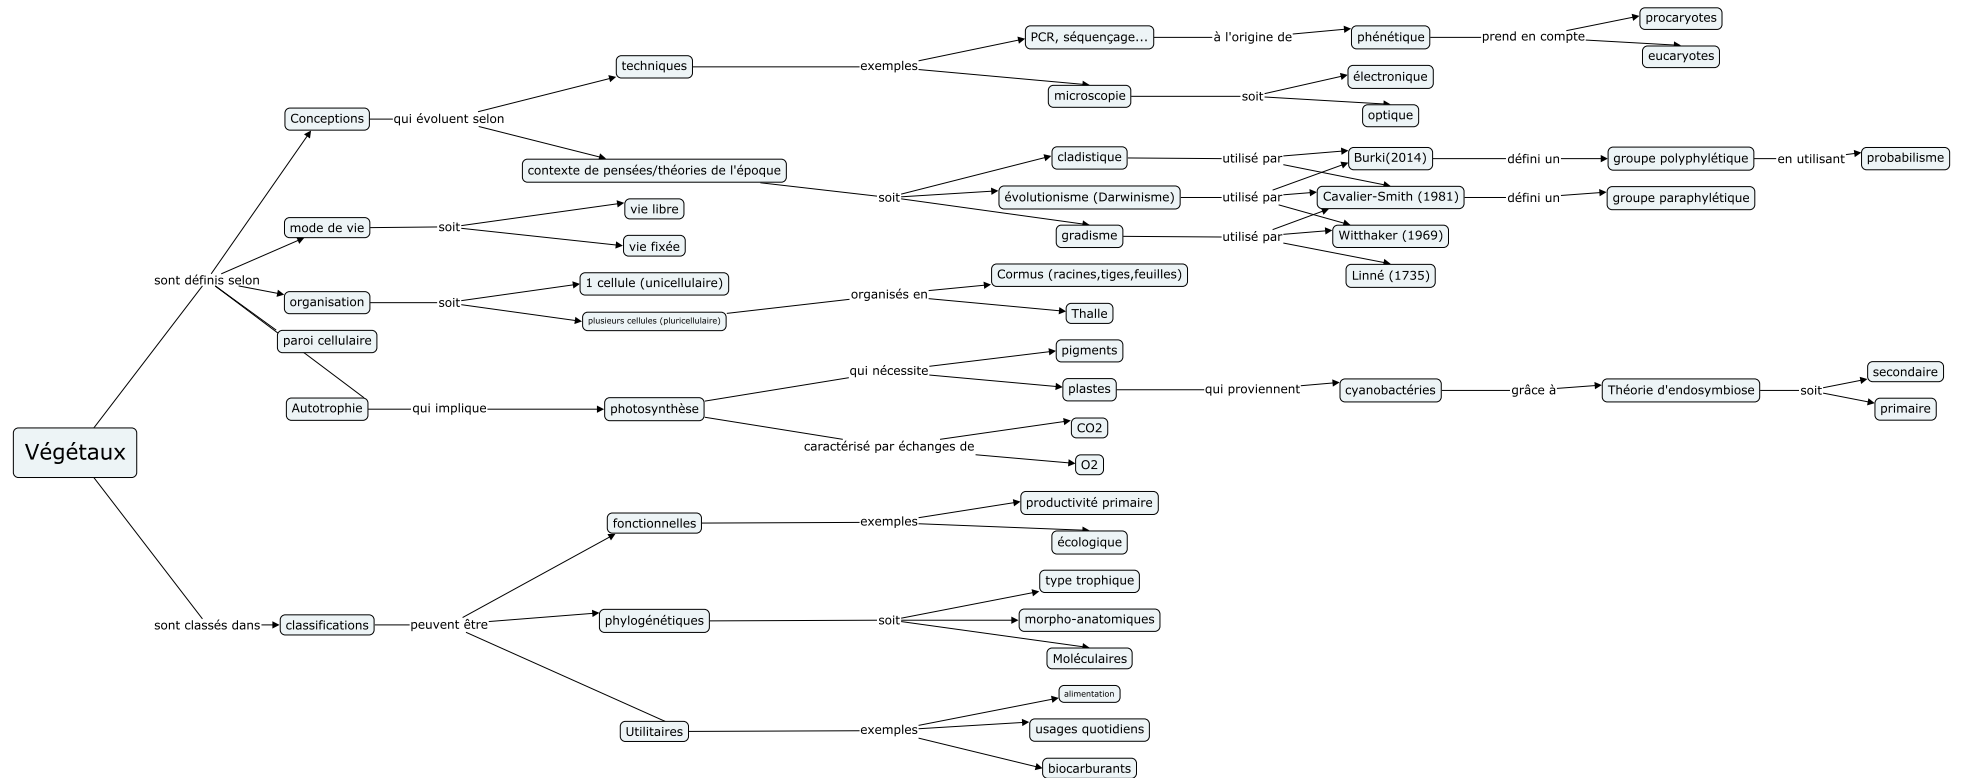 procaryotes
PCR, séquençage... à l'origine de phénétique prend en compte
eucaryotes
techniques exemples
électronique
microscopie soit
optique
Conceptions qui évoluent selon
cladistique utilisé par Burki(2014) défini un groupe polyphylétique en utilisant probabilisme
contexte de pensées/théories de l'époque
soit évolutionisme (Darwinisme) utilisé par Cavalier-Smith (1981) défini un groupe paraphylétique
vie libre
mode de vie soit
gradisme utilisé par Witthaker (1969)
vie fixée
Linné (1735)
sont définis selon
1 cellule (unicellulaire)
Cormus (racines,tiges,feuilles)
organisation soit
organisés en
plusieurs cellules (pluricellulaire)
Thalle
paroi cellulaire
pigments
qui nécessite
plastes qui proviennent cyanobactéries grâce à Théorie d'endosymbiose soit
secondaire
primaire
Autotrophie qui implique photosynthèse
CO2
caractérisé par échanges de
O2
Végétaux
productivité primaire
fonctionnelles exemples
écologique
type trophique
sont classés dans classifications peuvent être
phylogénétiques soit morpho-anatomiques
Moléculaires
alimentation
Utilitaires exemples usages quotidiens
biocarburants